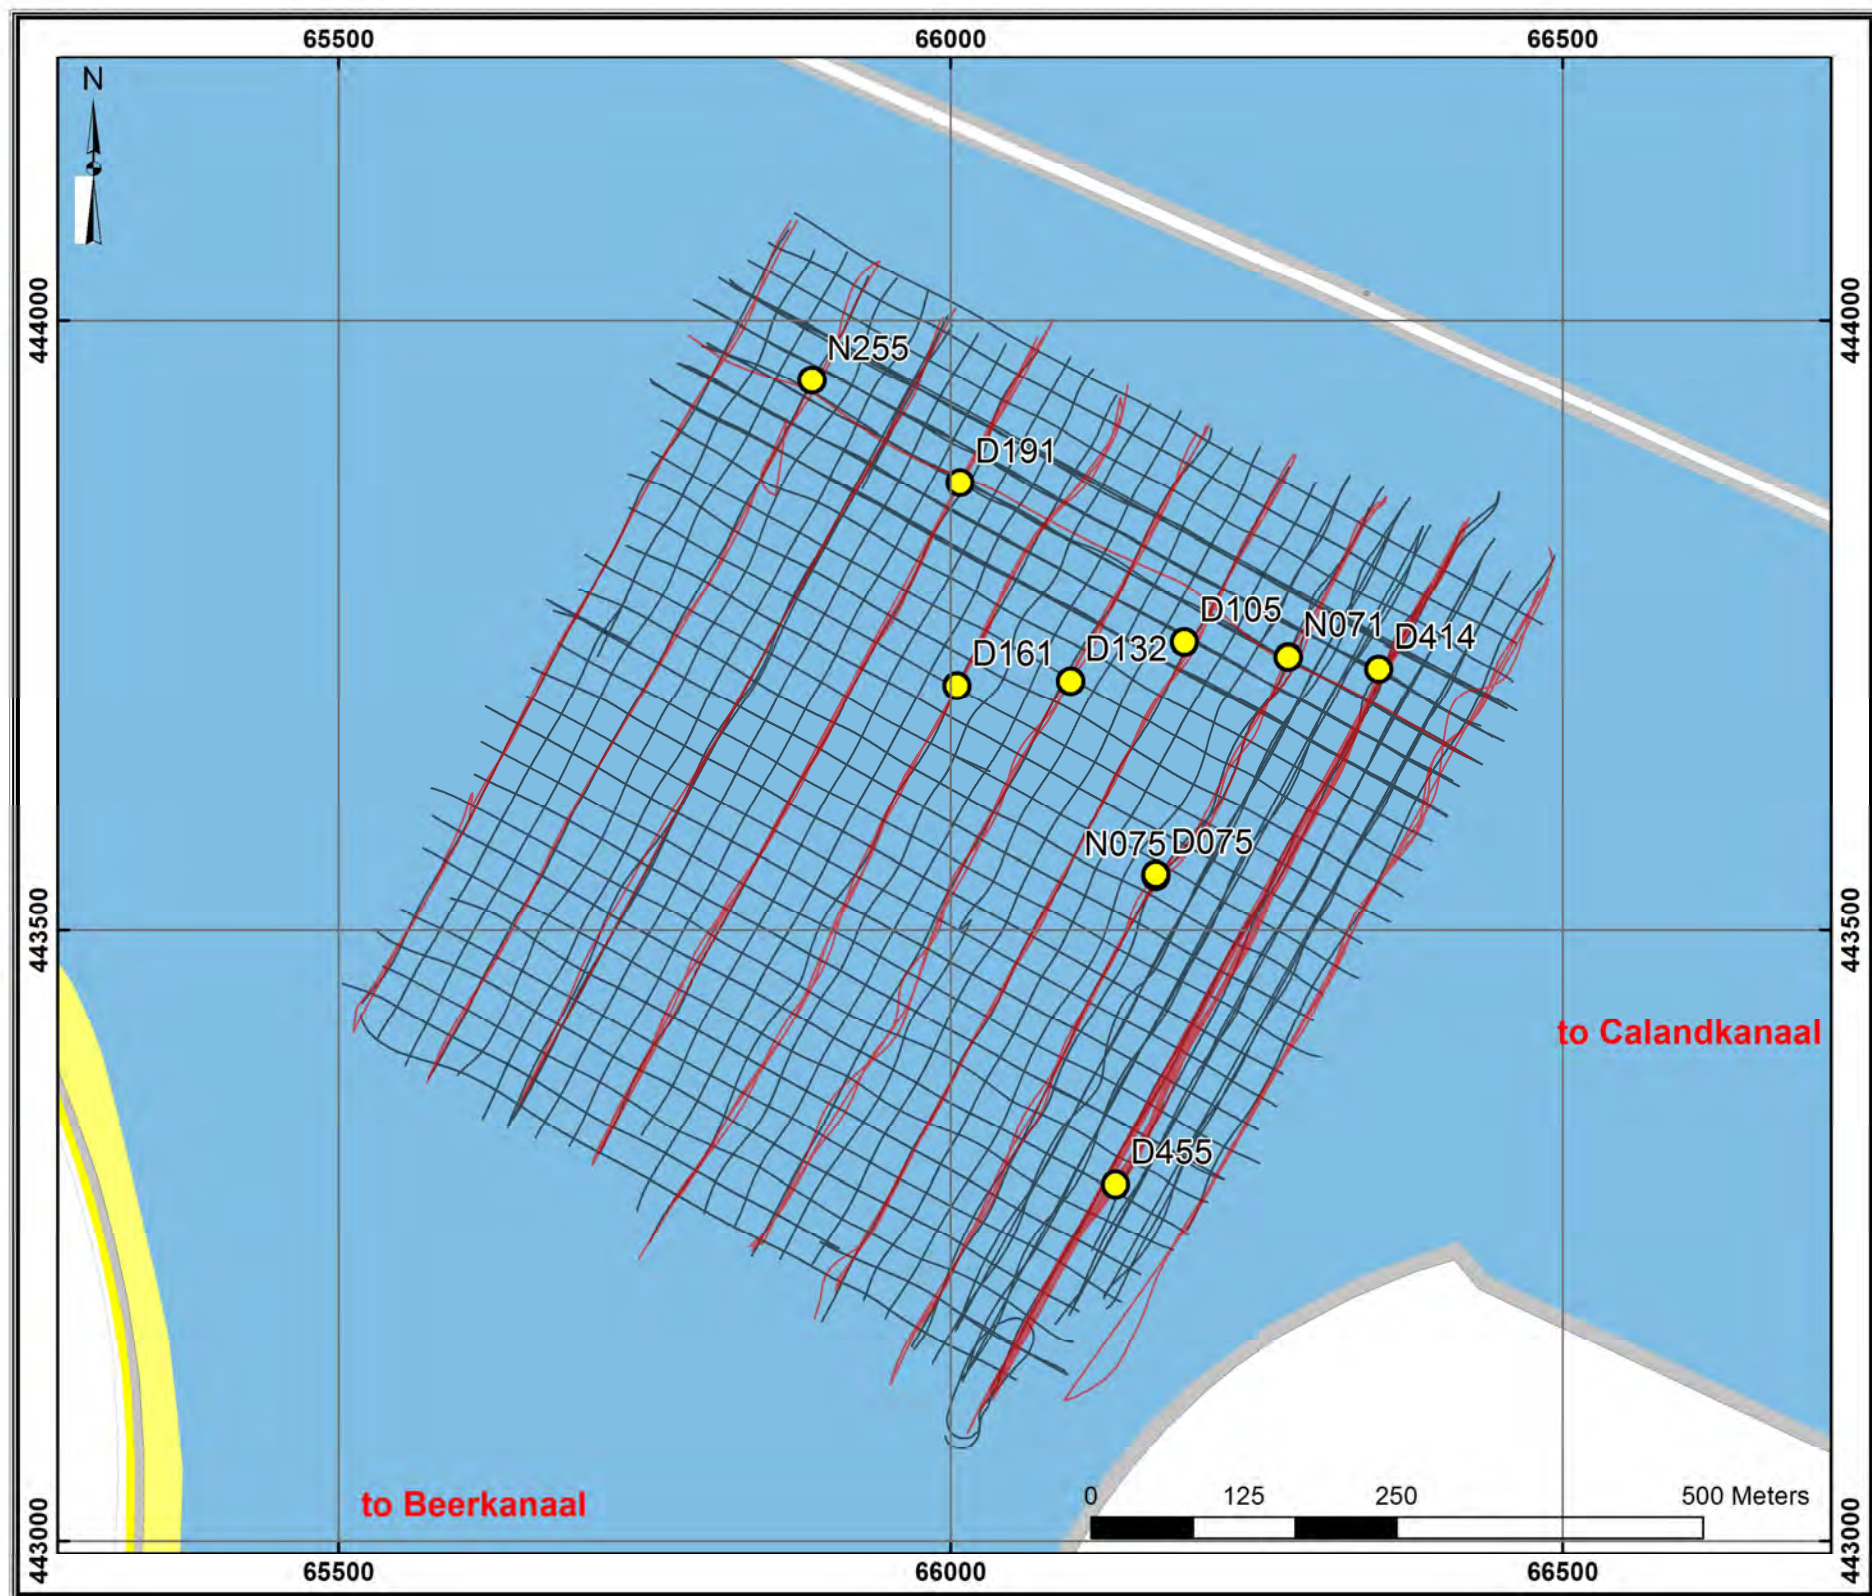 65500 66000 66500
N
444000 444000
N255
D191
D105
N071
D414
D161
D132
N075 D075
443500 443500
to Calandkanaal
D455
to Beerkanaal
0 125 250 500 Meters
443000 443000
65500 66000 66500